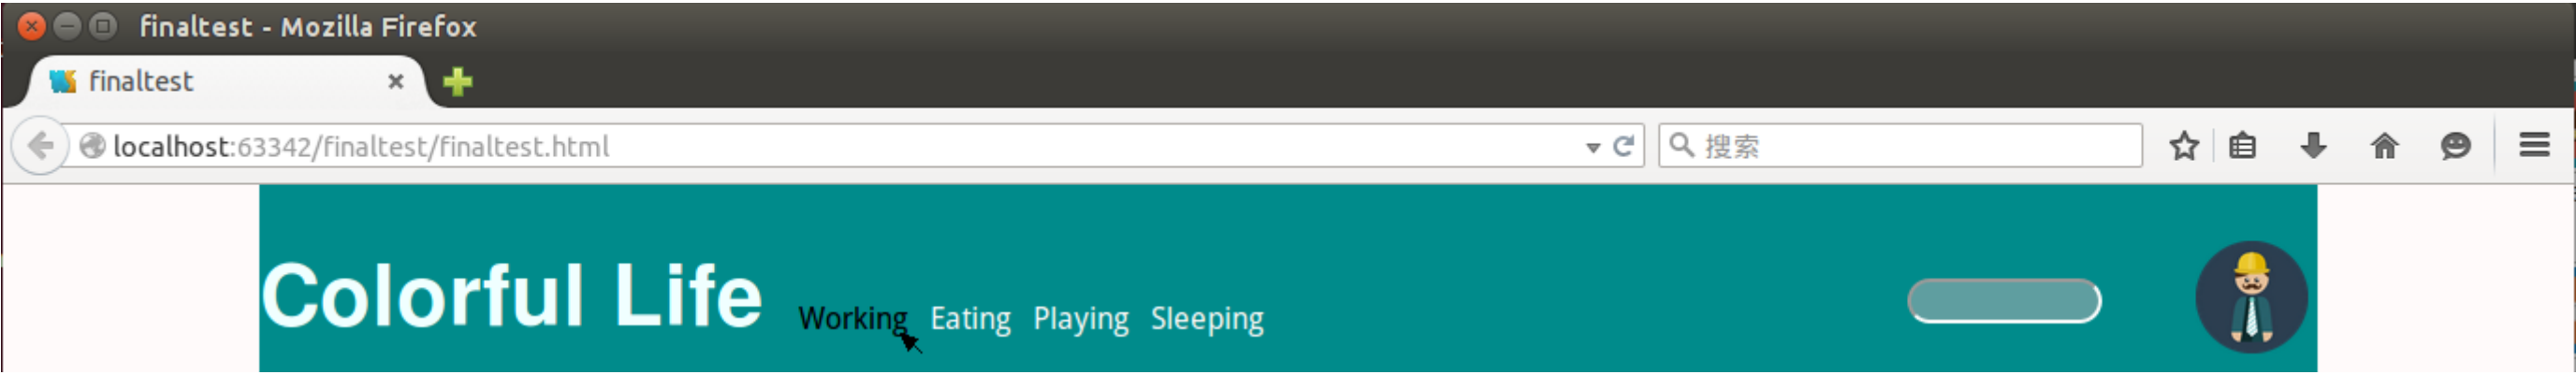 finaltest - Mozilla Firefox
finaltest
localhost:63342/finaltest/finaltest.html 搜索
Colorful Life Working Eating Playing Sleeping